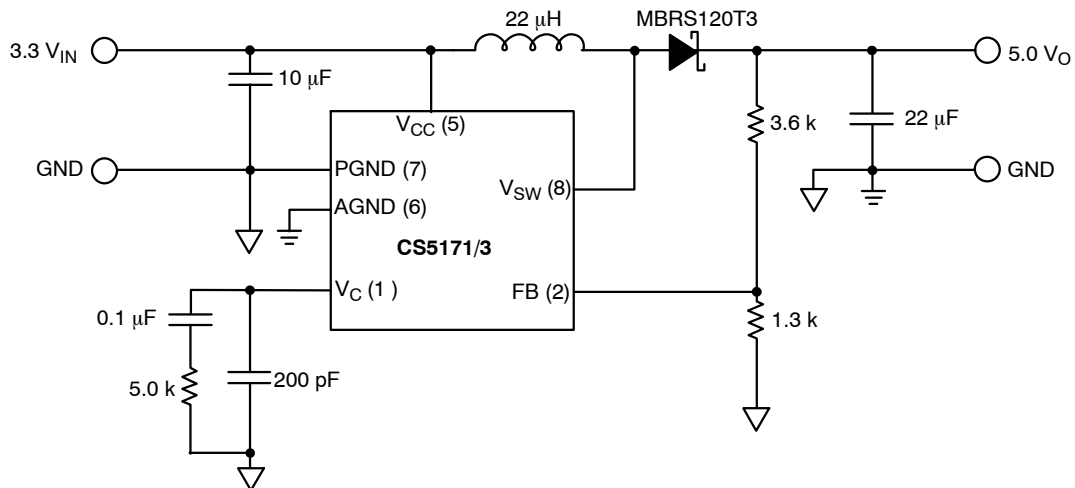 22 μH
MBRS120T3
3.3 V_IN
5.0 V_O
10 μF
V_CC (5)
3.6 k
22 μF
GND
PGND (7)
V_SW (8)
GND
AGND (6)
CS5171/3
V_C (1 )
FB (2)
0.1 μF
1.3 k
5.0 k
200 pF